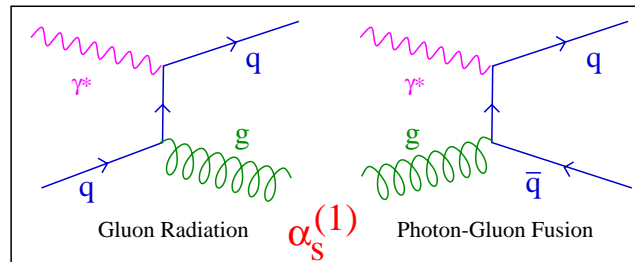 q q
γ* γ*
g g
q q̄
Gluon Radiation α_s^(1) Photon-Gluon Fusion